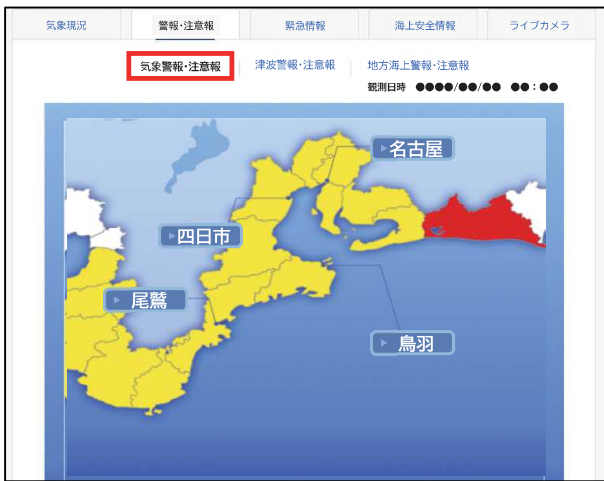 気象現況 警報・注意報 緊急情報 海上安全情報 ライブカメラ
気象警報・注意報 津波警報・注意報 地方海上警報・注意報
観測日時 ●●●●/●●/●● ●●:●●
名古屋
四日市
尾鷲
鳥羽